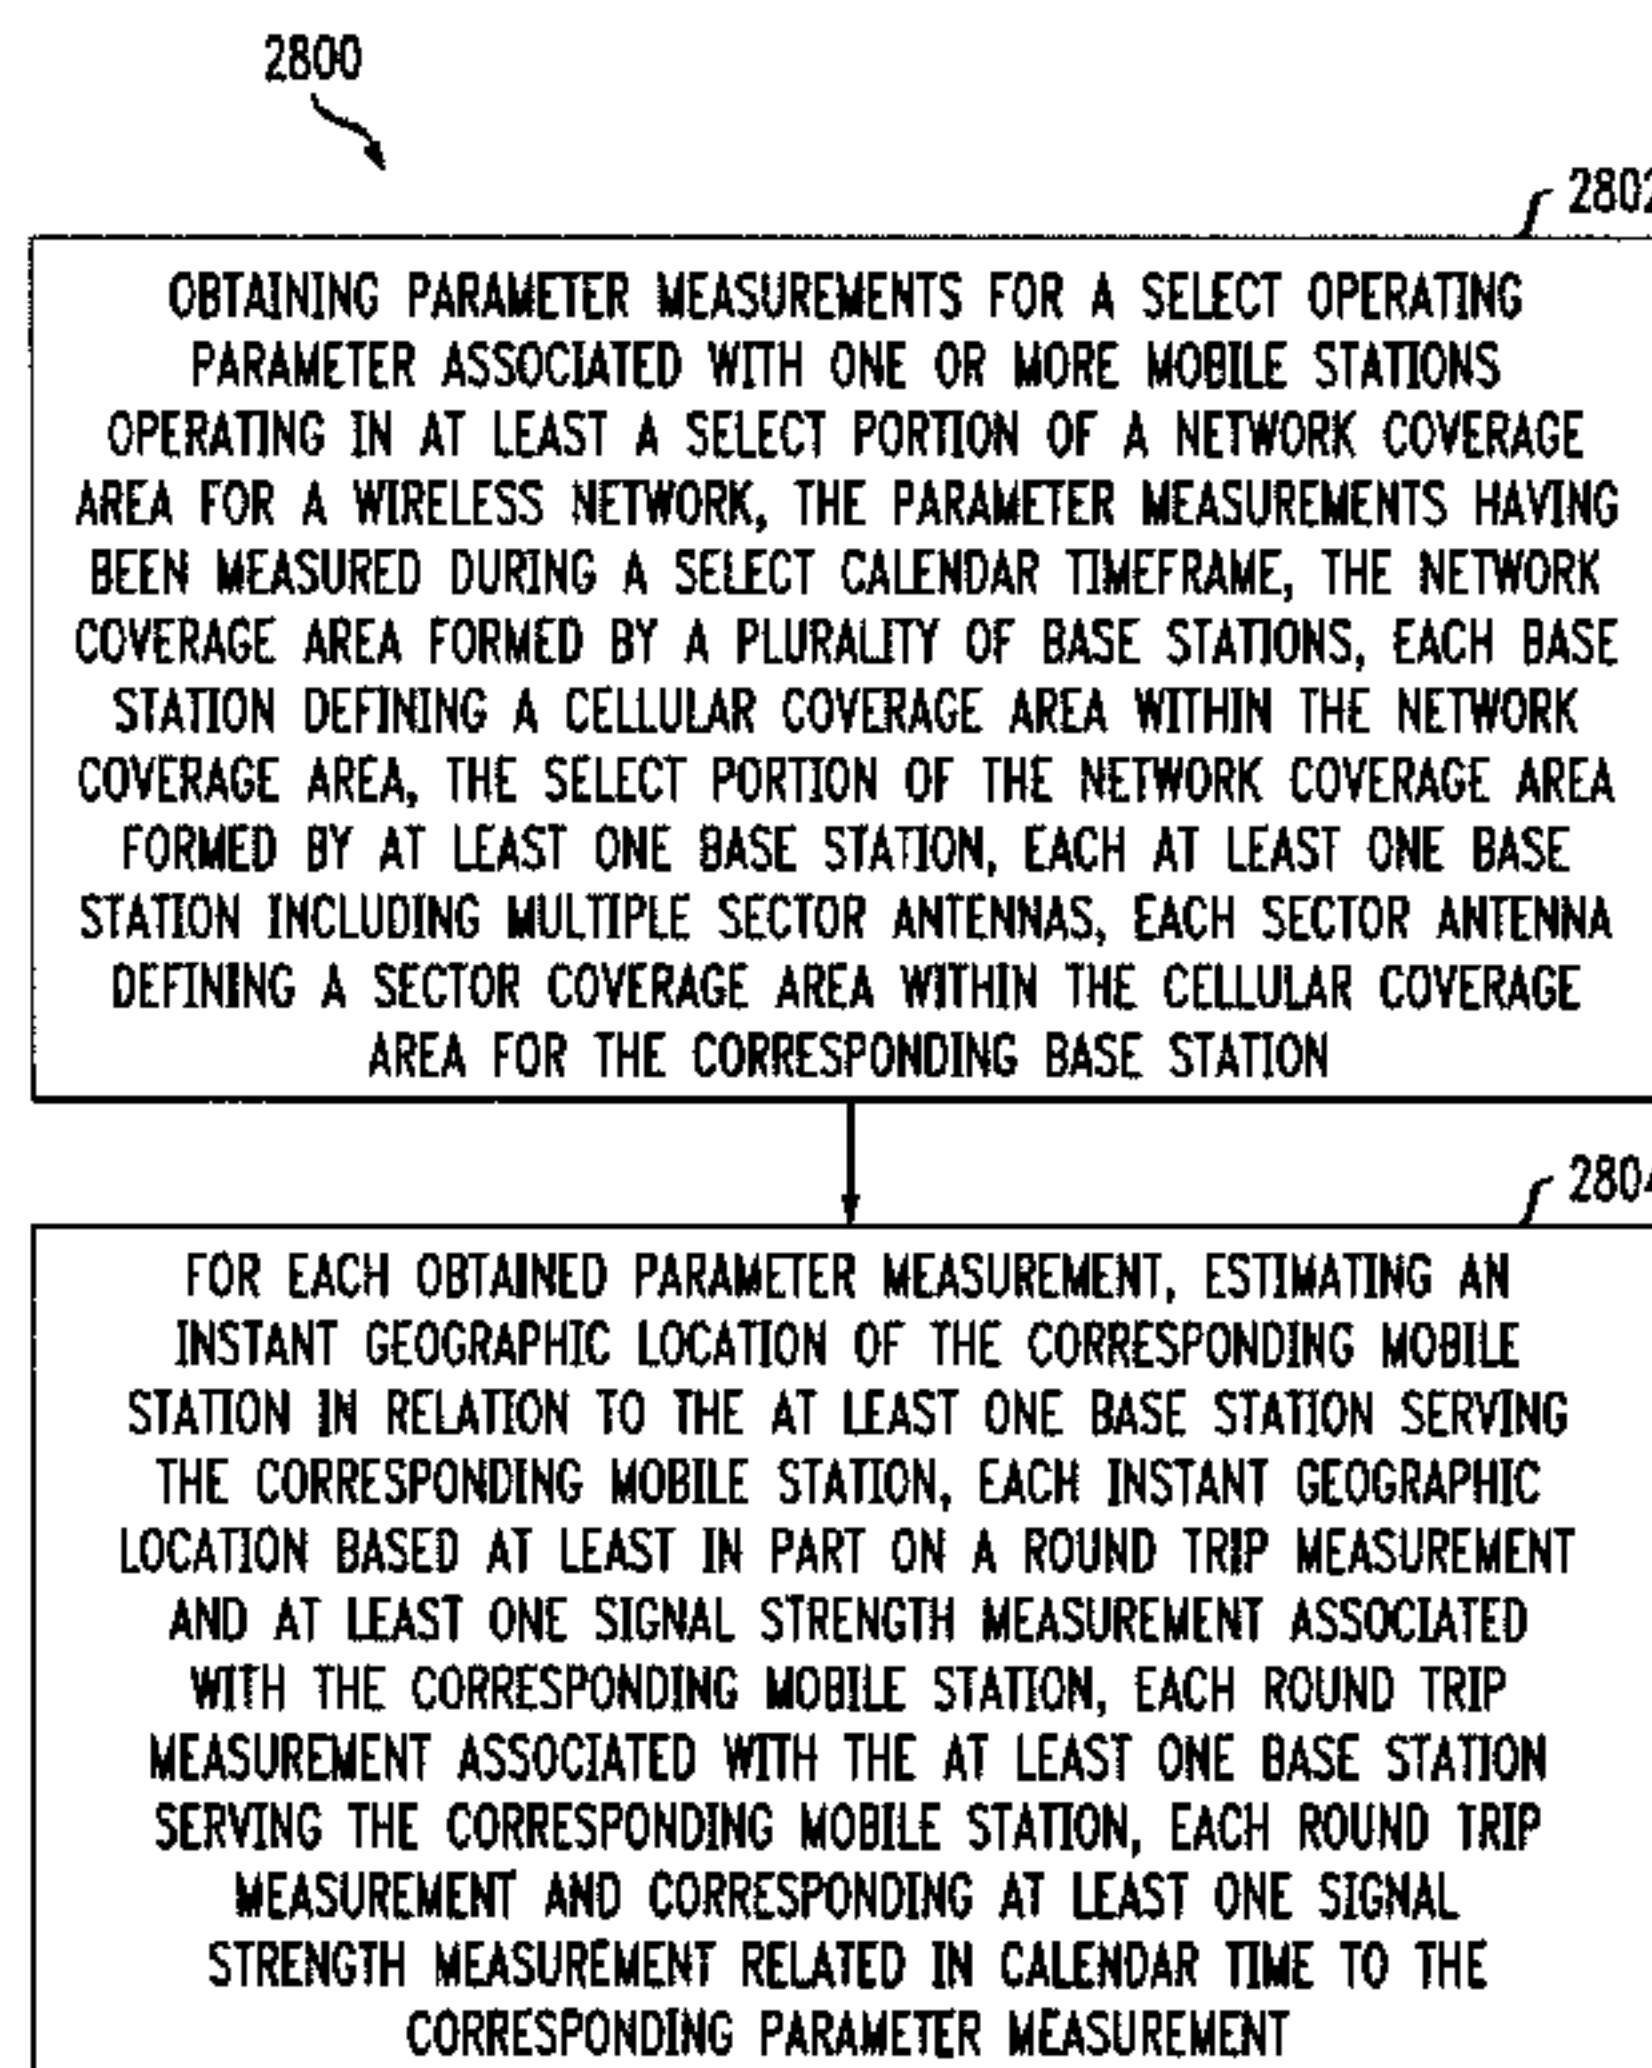 2800
2802
OBTAINING PARAMETER MEASUREMENTS FOR A SELECT OPERATING
PARAMETER ASSOCIATED WITH ONE OR MORE MOBILE STATIONS
OPERATING IN AT LEAST A SELECT PORTION OF A NETWORK COVERAGE
AREA FOR A WIRELESS NETWORK, THE PARAMETER MEASUREMENTS HAVING
BEEN MEASURED DURING A SELECT CALENDAR TIMEFRAME, THE NETWORK
COVERAGE AREA FORMED BY A PLURALITY OF BASE STATIONS, EACH BASE
STATION DEFINING A CELLULAR COVERAGE AREA WITHIN THE NETWORK
COVERAGE AREA, THE SELECT PORTION OF THE NETWORK COVERAGE AREA
FORMED BY AT LEAST ONE BASE STATION, EACH AT LEAST ONE BASE
STATION INCLUDING MULTIPLE SECTOR ANTENNAS, EACH SECTOR ANTENNA
DEFINING A SECTOR COVERAGE AREA WITHIN THE CELLULAR COVERAGE
AREA FOR THE CORRESPONDING BASE STATION
2804
FOR EACH OBTAINED PARAMETER MEASUREMENT, ESTIMATING AN
INSTANT GEOGRAPHIC LOCATION OF THE CORRESPONDING MOBILE
STATION IN RELATION TO THE AT LEAST ONE BASE STATION SERVING
THE CORRESPONDING MOBILE STATION, EACH INSTANT GEOGRAPHIC
LOCATION BASED AT LEAST IN PART ON A ROUND TRIP MEASUREMENT
AND AT LEAST ONE SIGNAL STRENGTH MEASUREMENT ASSOCIATED
WITH THE CORRESPONDING MOBILE STATION, EACH ROUND TRIP
MEASUREMENT ASSOCIATED WITH THE AT LEAST ONE BASE STATION
SERVING THE CORRESPONDING MOBILE STATION, EACH ROUND TRIP
MEASUREMENT AND CORRESPONDING AT LEAST ONE SIGNAL
STRENGTH MEASUREMENT RELATED IN CALENDAR TIME TO THE
CORRESPONDING PARAMETER MEASUREMENT